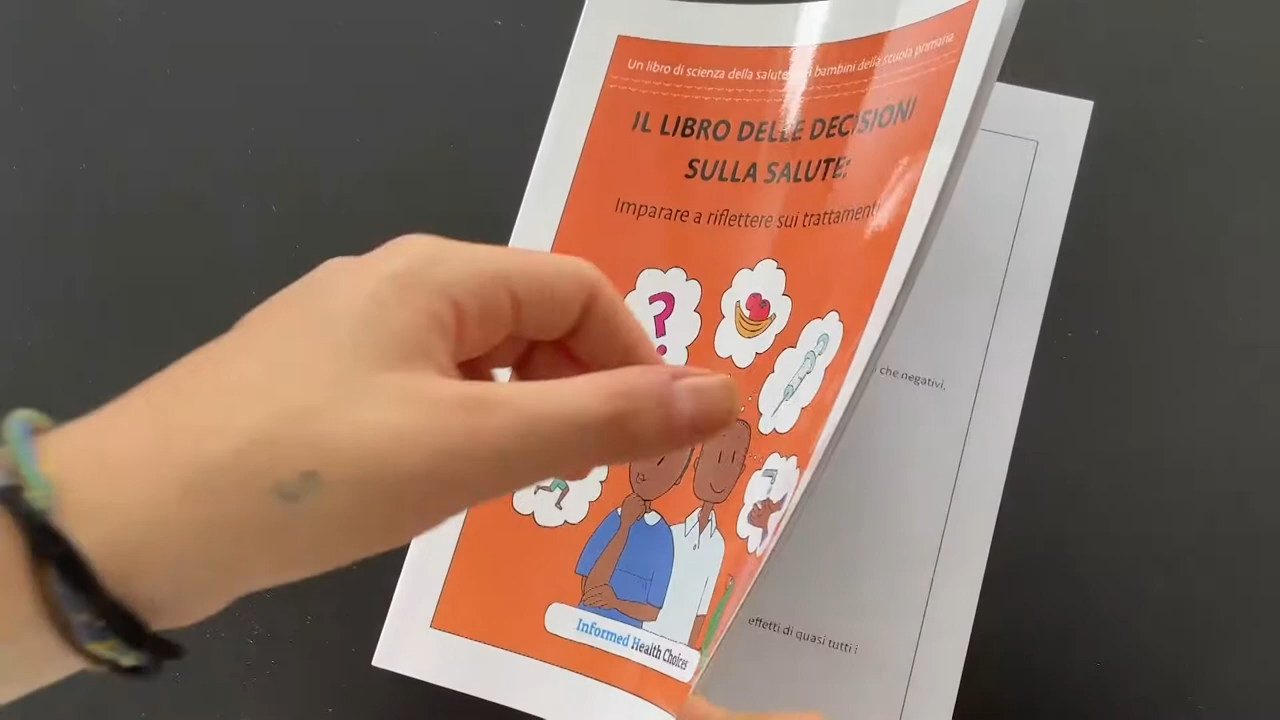 Un libro di scienza della salute i bambini della scuola primaria
IL LIBRO DELLE DECISIONI
SULLA SALUTE:
Imparare a riflettere sui trattamenti
?
che negativi.
effetti di quasi tutti i
Informed Health Choices